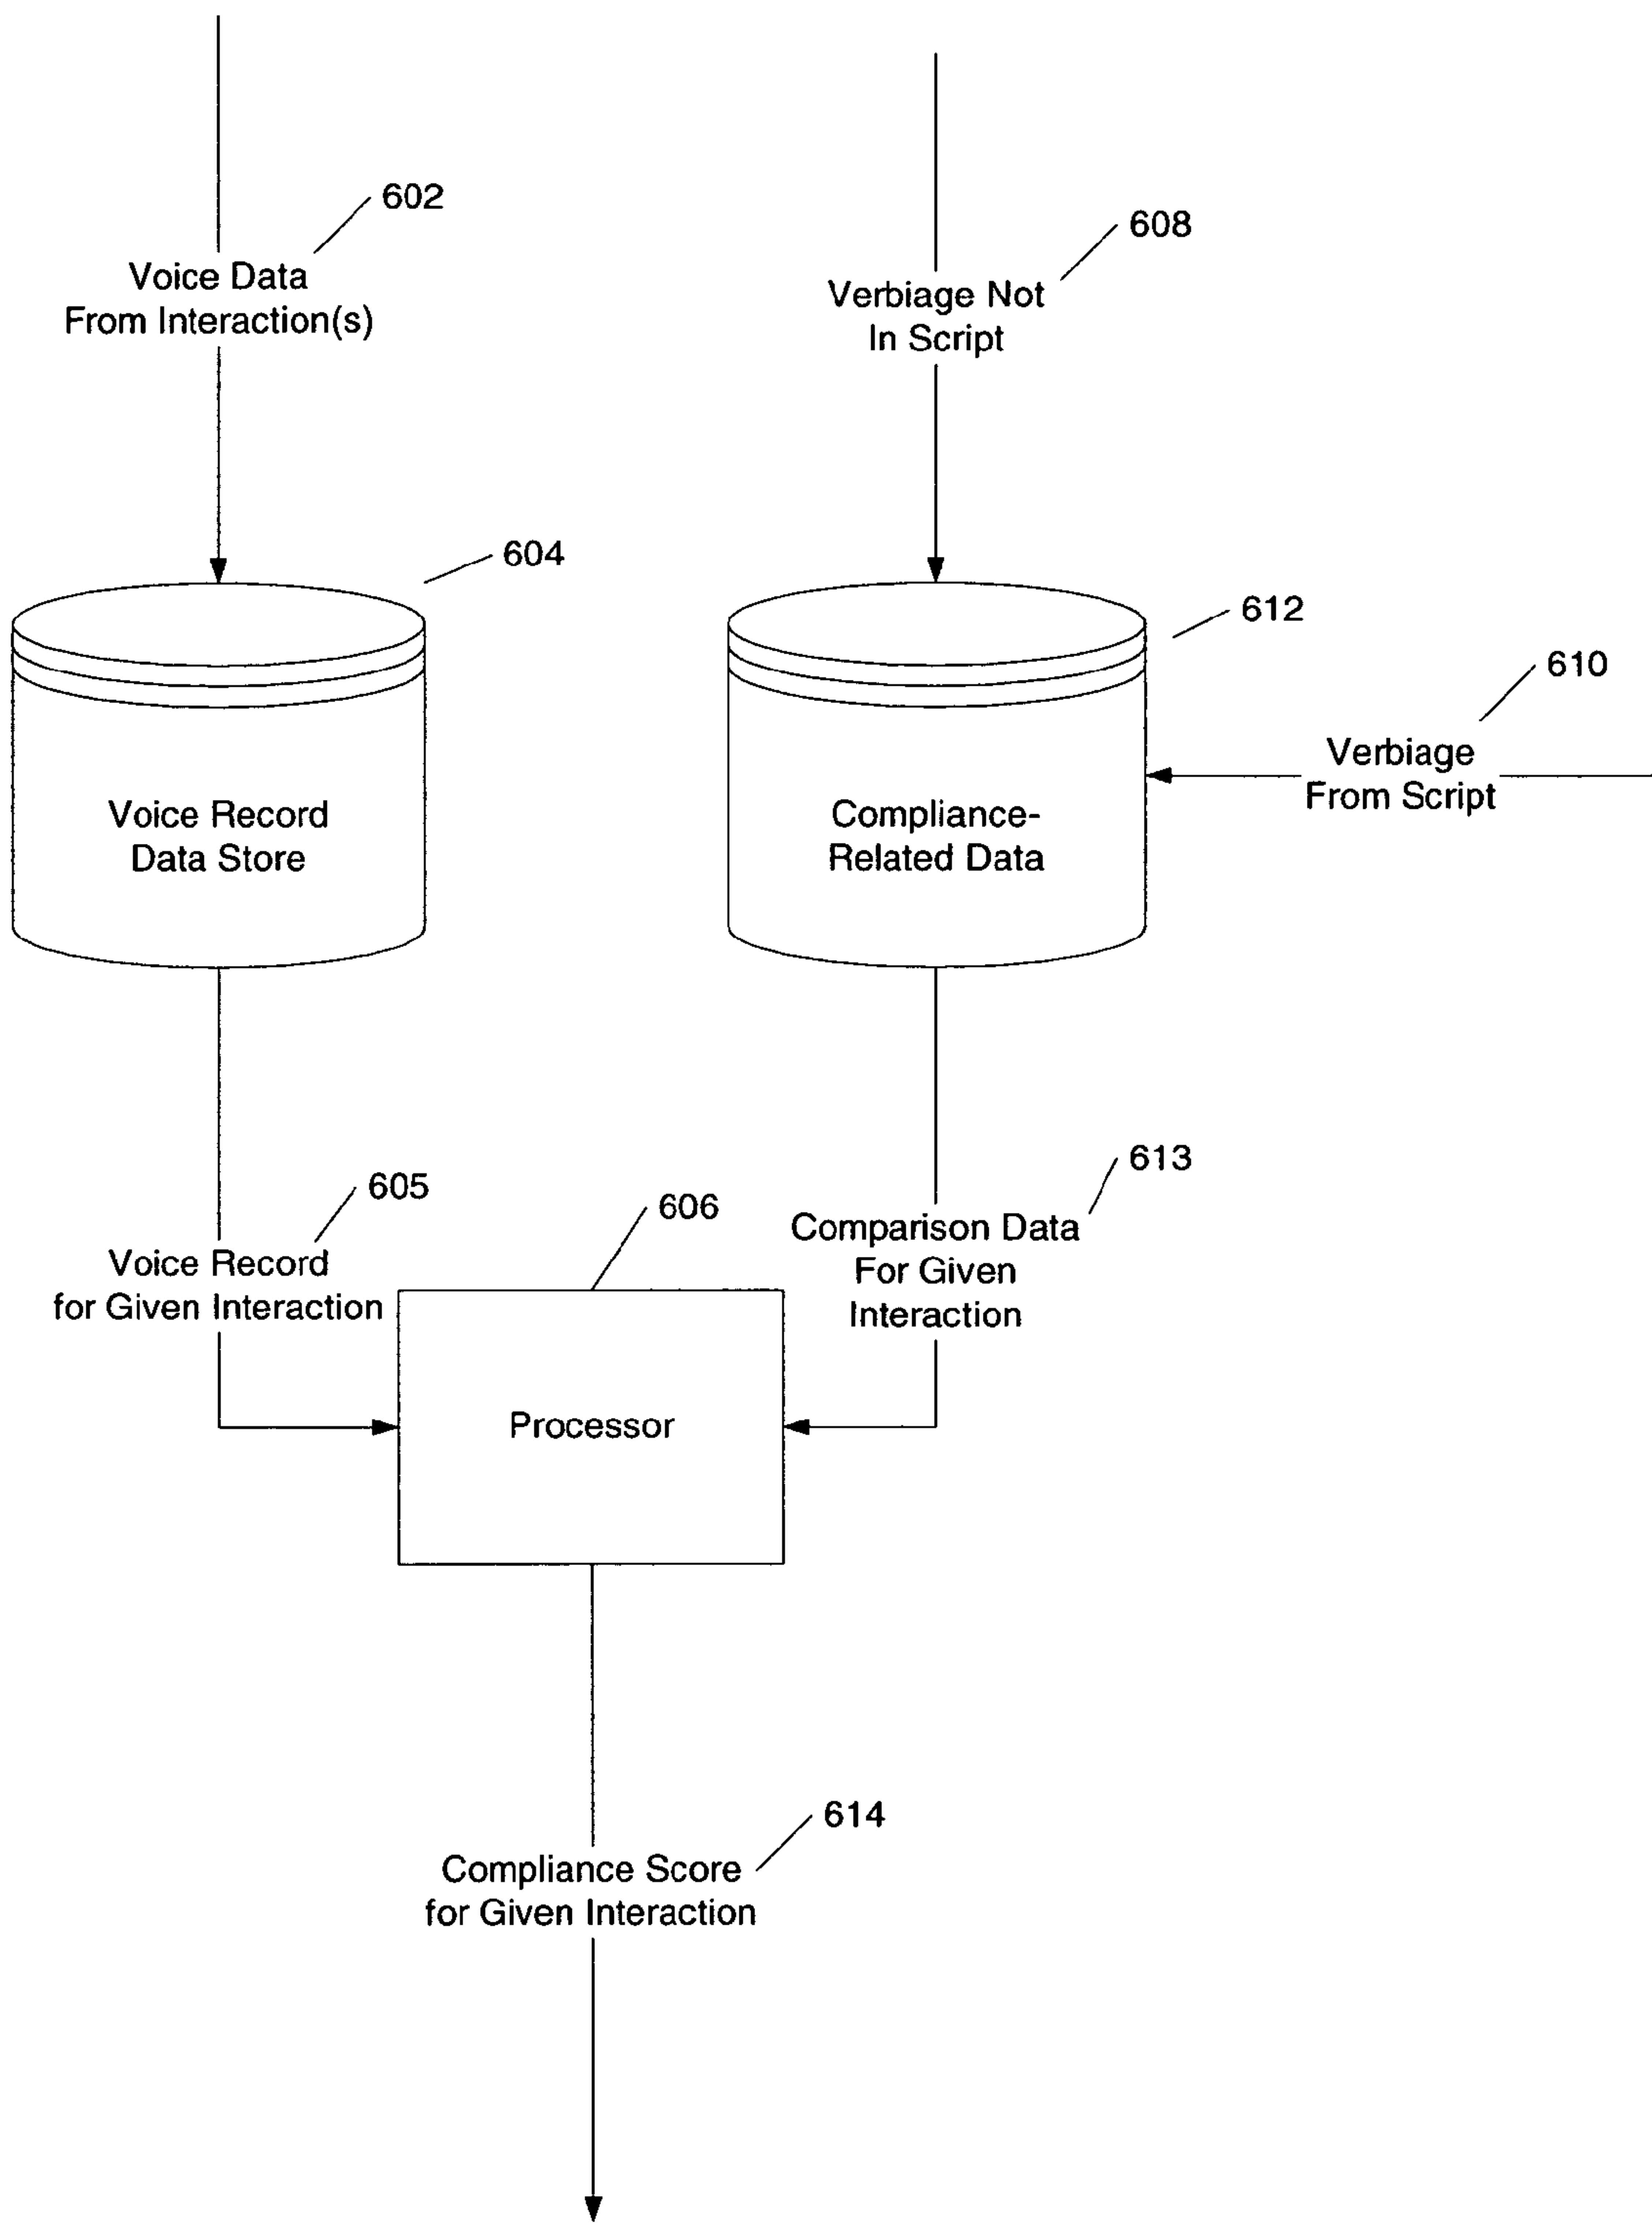 602
Voice Data
From Interaction(s)
608
Verbiage Not
In Script
604
Voice Record
Data Store
612
Compliance-
Related Data
610
Verbiage
From Script
605
Voice Record
for Given Interaction
606
Processor
613
Comparison Data
For Given
Interaction
614
Compliance Score
for Given Interaction